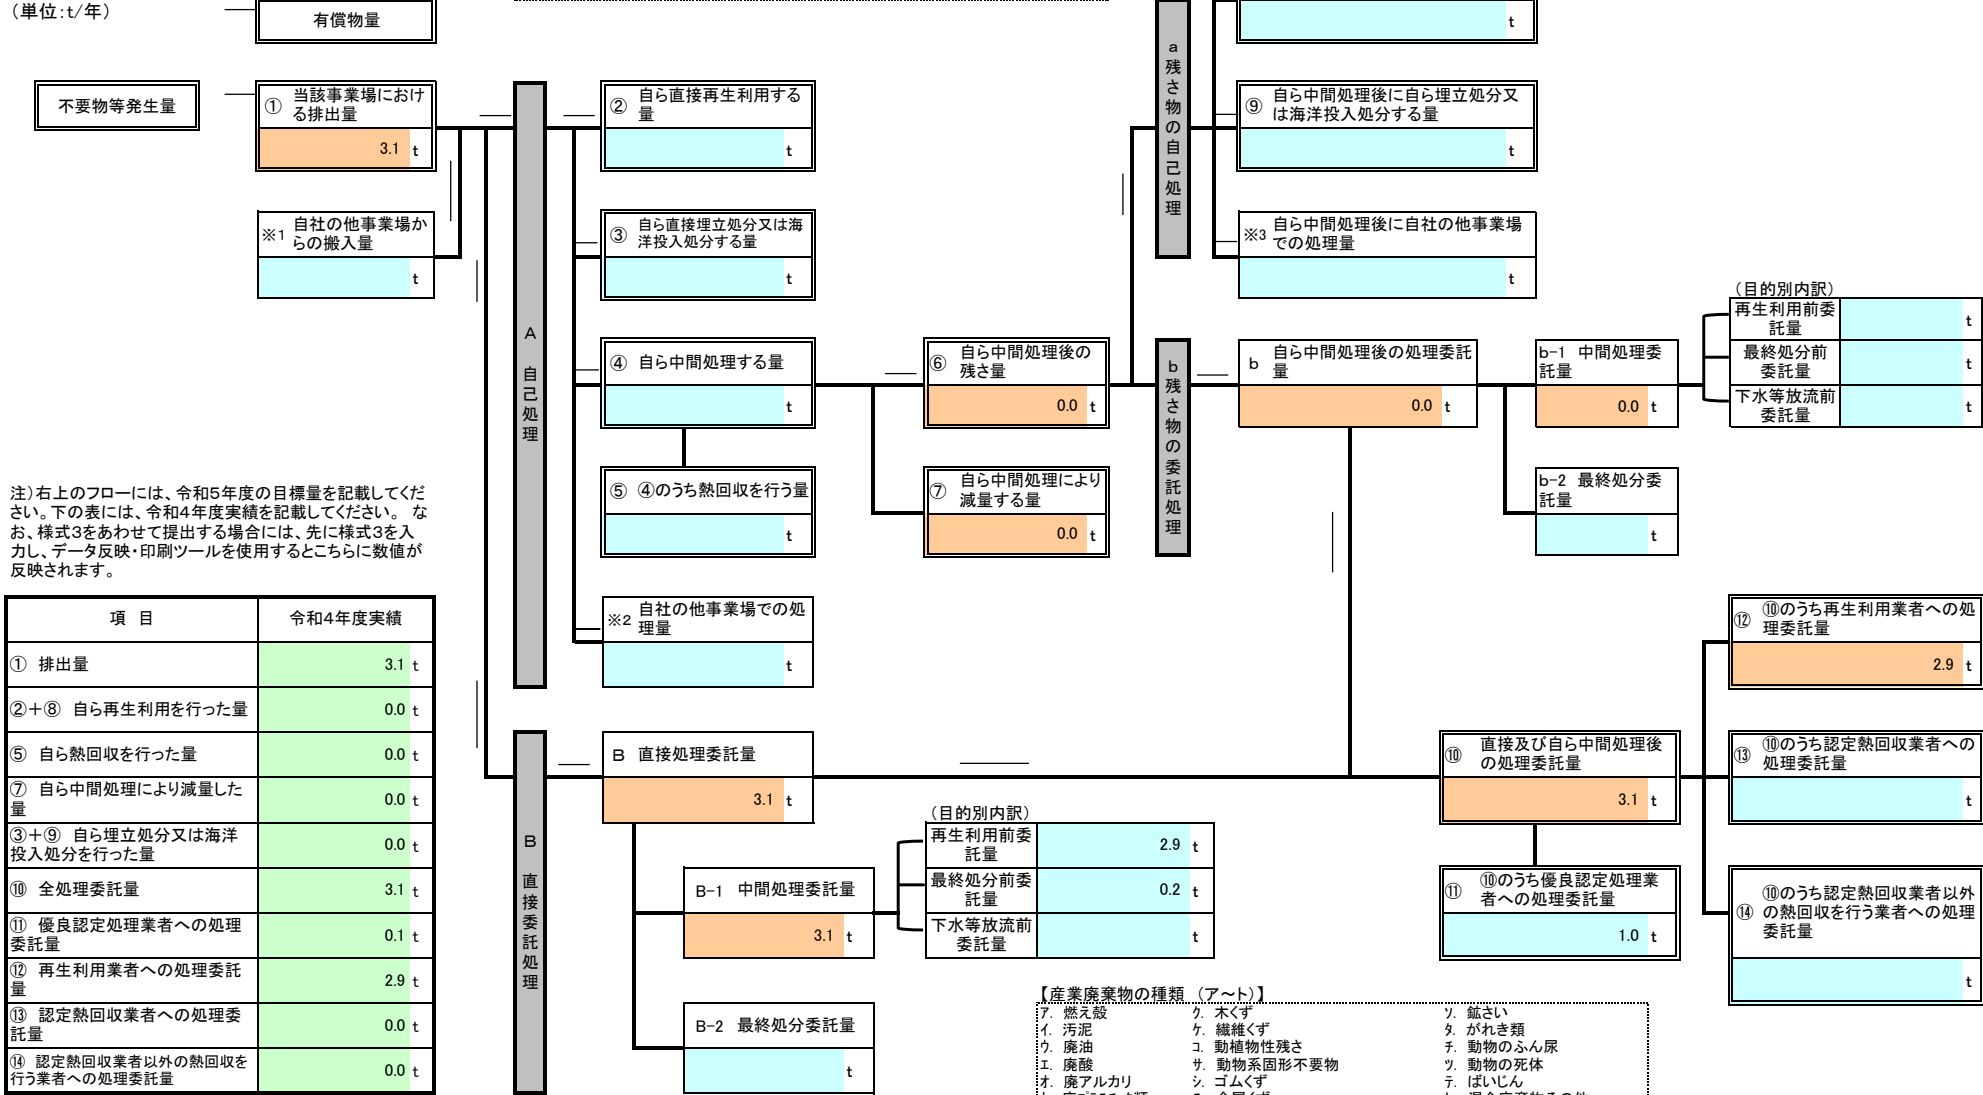 (単位:t/年)
有償物量
t
不要物等発生量
① 当該事業場におけ
る排出量
3.1 t
② 自ら直接再生利用する
量
t
⑨ 自ら中間処理後に自ら埋立処分又
は海洋投入処分する量
t
a 残さ物の自己処理
※1 自社の他事業場か
らの搬入量
t
③ 自ら直接埋立処分又は海
洋投入処分する量
t
※3 自ら中間処理後に自社の他事業場
での処理量
t
A 自己処理
④ 自ら中間処理する量
t
⑥ 自ら中間処理後の
残さ量
0.0 t
b 残さ物の委託処理
b 自ら中間処理後の処理委託
量
0.0 t
b-1 中間処理委
託量
0.0 t
(目的別内訳)
再生利用前委
託量
t
最終処分前
委託量
t
下水等放流前
委託量
t
⑤ ④のうち熱回収を行う量
t
⑦ 自ら中間処理により
減量する量
0.0 t
b-2 最終処分委
託量
t
注)右上のフローには、令和5年度の目標量を記載してくだ
さい。下の表には、令和4年度実績を記載してください。 な
お、様式3をあわせて提出する場合には、先に様式3を入
力し、データ反映・印刷ツールを使用するとこちらに数値が
反映されます。
※2 自社の他事業場での処
理量
t
項 目 令和4年度実績
① 排出量 3.1 t
②+⑧ 自ら再生利用を行った量 0.0 t
⑤ 自ら熱回収を行った量 0.0 t
⑦ 自ら中間処理により減量した
量 0.0 t
③+⑨ 自ら埋立処分又は海洋
投入処分を行った量 0.0 t
⑩ 全処理委託量 3.1 t
⑪ 優良認定処理業者への処理
委託量 0.1 t
⑫ 再生利用業者への処理委託
量 2.9 t
⑬ 認定熱回収業者への処理委
託量 0.0 t
⑭ 認定熱回収業者以外の熱回収を
行う業者への処理委託量 0.0 t
B 直接委託処理
B 直接処理委託量
3.1 t
B-1 中間処理委託量
3.1 t
(目的別内訳)
再生利用前委
託量
2.9 t
最終処分前委
託量
0.2 t
下水等放流前
委託量
t
B-2 最終処分委託量
t
⑩ 直接及び自ら中間処理後
の処理委託量
3.1 t
⑪ ⑩のうち優良認定処理業
者への処理委託量
1.0 t
⑫ ⑩のうち再生利用業者への処
理委託量
2.9 t
⑬ ⑩のうち認定熱回収業者への
処理委託量
t
⑭ ⑩のうち認定熱回収業者以外
の熱回収を行う業者への処理
委託量
t
【産業廃棄物の種類 (ア~ト)】
ア. 燃え殻 ク. 木くず ソ. 鉱さい
イ. 汚泥 ケ. 繊維くず タ. がれき類
ウ. 廃油 コ. 動植物性残さ チ. 動物のふん尿
エ. 廃酸 サ. 動物系固形不要物 ツ. 動物の死体
オ. 廃アルカリ シ. ゴムくず テ. ばいじん